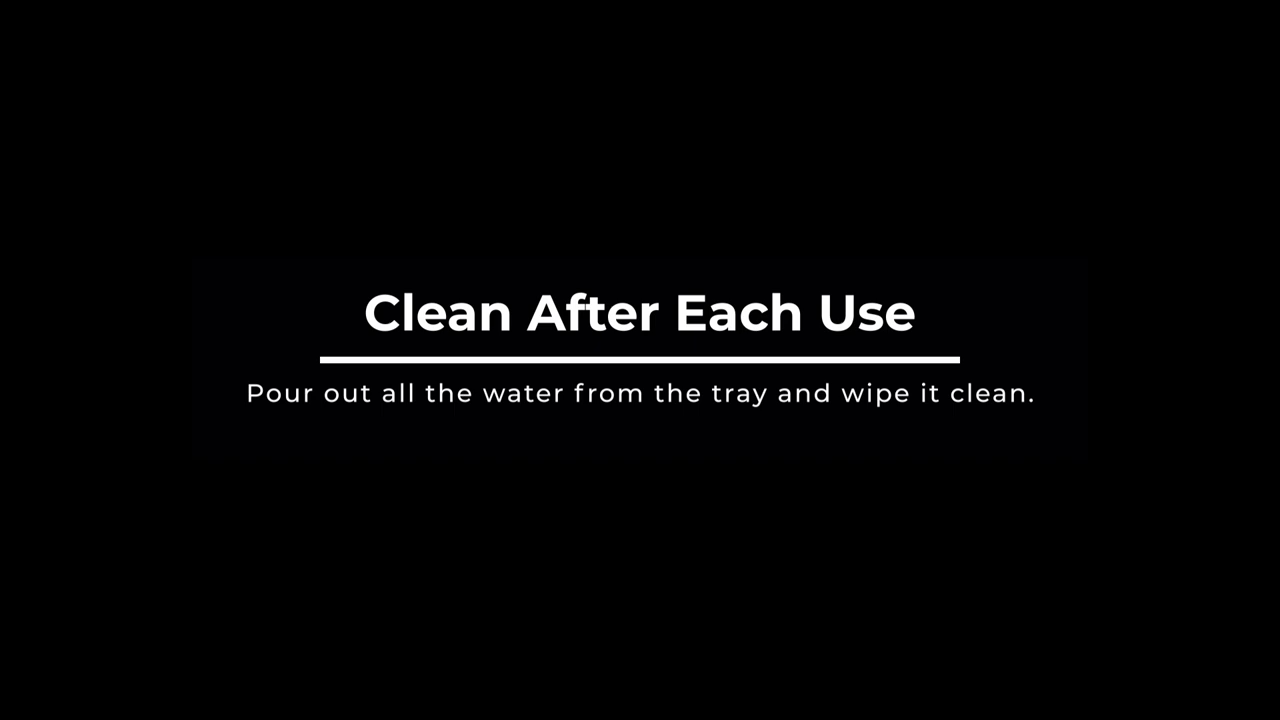 Clean After Each Use
Pour out all the water from the tray and wipe it clean.